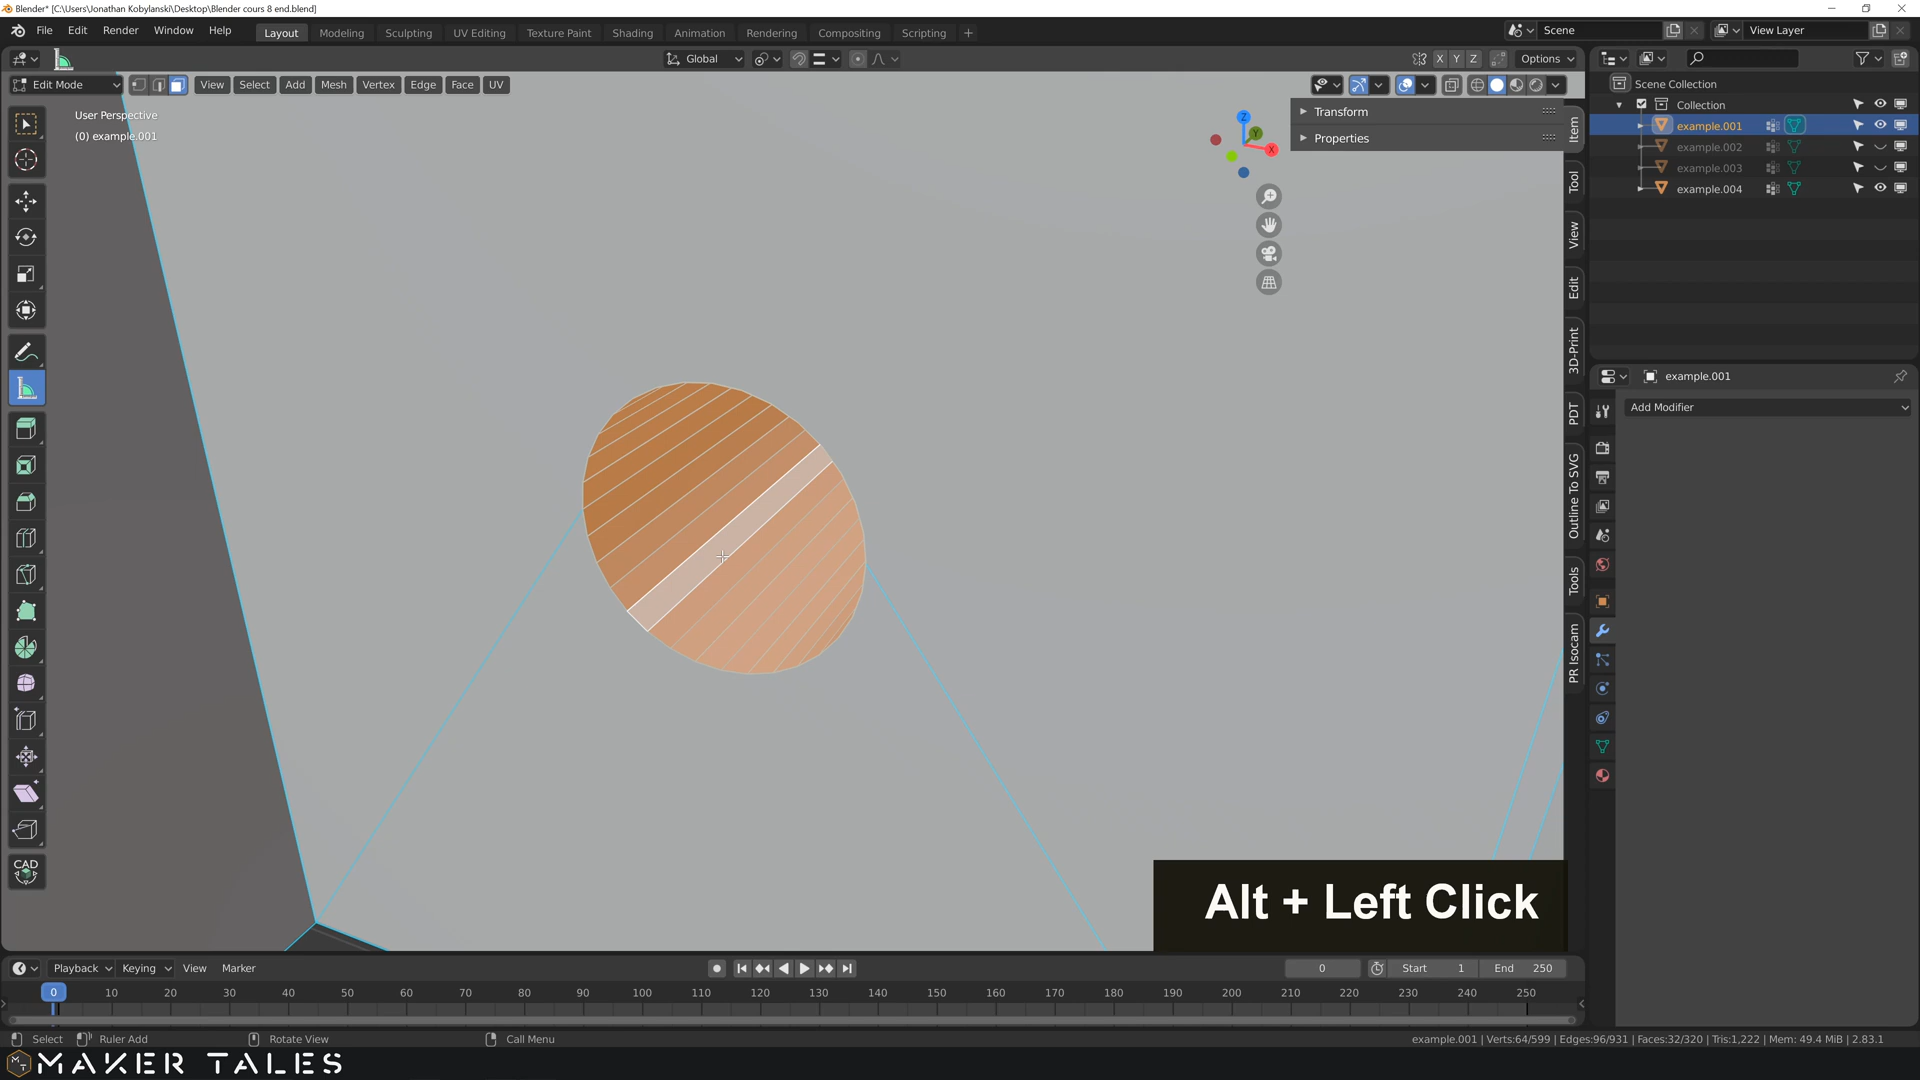 Blender* [C:\Users\Jonathan Kobylanski\Desktop\Blender cours 8 end.blend]
File Edit Render Window Help Layout Modeling Sculpting UV Editing Texture Paint Shading Animation Rendering Compositing Scripting + Scene View Layer
Global X Y Z Options
Edit Mode View Select Add Mesh Vertex Edge Face UV
User Perspective
(0) example.001
Z
Y
X
Transform
Properties
Item
Tool
View
Edit
3D-Print
PDT
Outline To SVG
Tools
PR Isocam
Scene Collection
Collection
example.001
example.002
example.003
example.004
example.001
Add Modifier
CAD
Alt + Left Click
Playback Keying View Marker 0 Start 1 End 250
0 10 20 30 40 50 60 70 80 90 100 110 120 130 140 150 160 170 180 190 200 210 220 230 240 250
Select Ruler Add Rotate View Call Menu example.001 | Verts:64/599 | Edges:96/931 | Faces:32/320 | Tris:1,222 | Mem: 49.4 MiB | 2.83.1
MT MAKER TALES